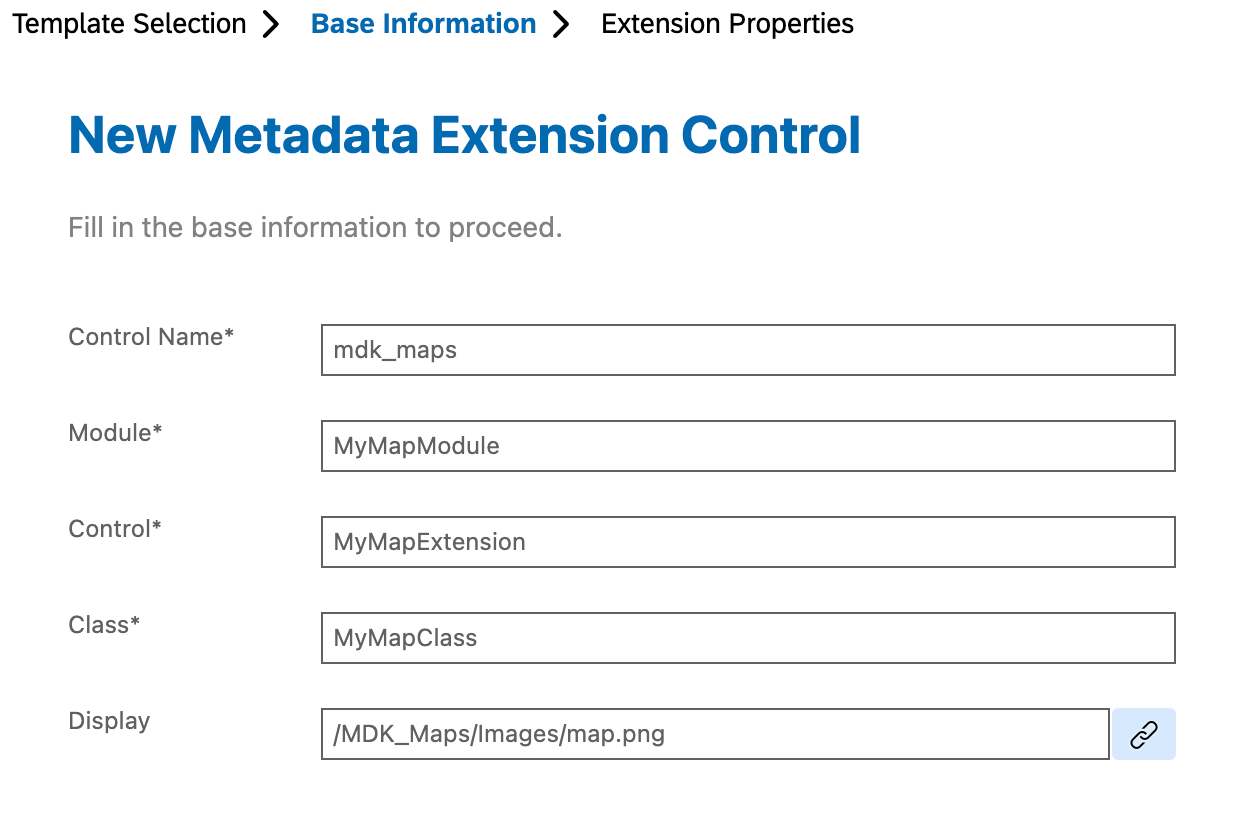 Template Selection Base Information Extension Properties
New Metadata Extension Control
Fill in the base information to proceed.
Control Name* mdk_maps
Module* MyMapModule
Control* MyMapExtension
Class* MyMapClass
Display /MDK_Maps/Images/map.png